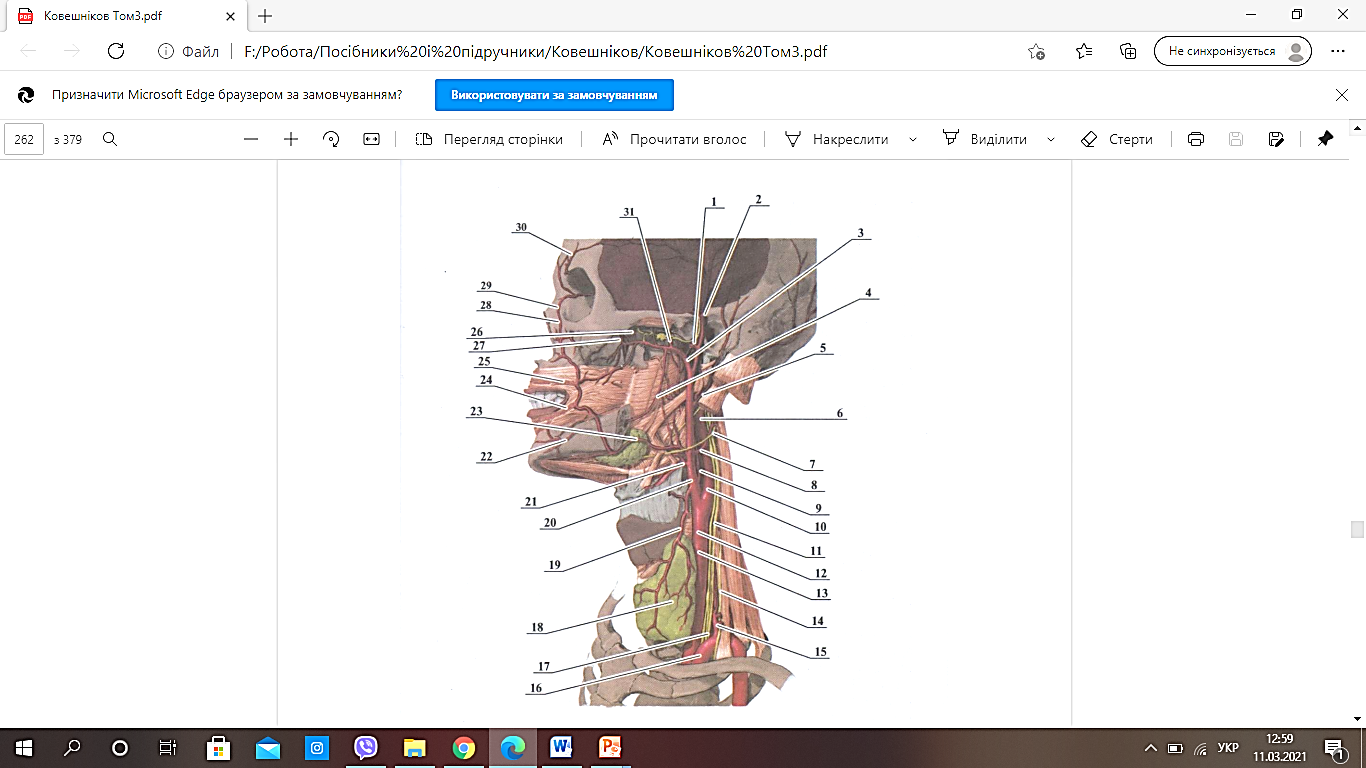 Ковешніков Том3.pdf
Файл
F:/Робота/Посібники%20і%20підручники/Ковешніков/Ковешніков%20Том3.pdf
Не синхронізується
Призначити Microsoft Edge браузером за замовчуванням?
Використовувати за замовчуванням
262 з 379
Перегляд сторінки
Прочитати вголос
Накреслити
Виділити
Стерти
1
2
3
4
5
6
7
8
9
10
11
12
13
14
15
16
17
18
19
20
21
22
23
24
25
26
27
28
29
30
31
УКР
12:59
11.03.2021
1